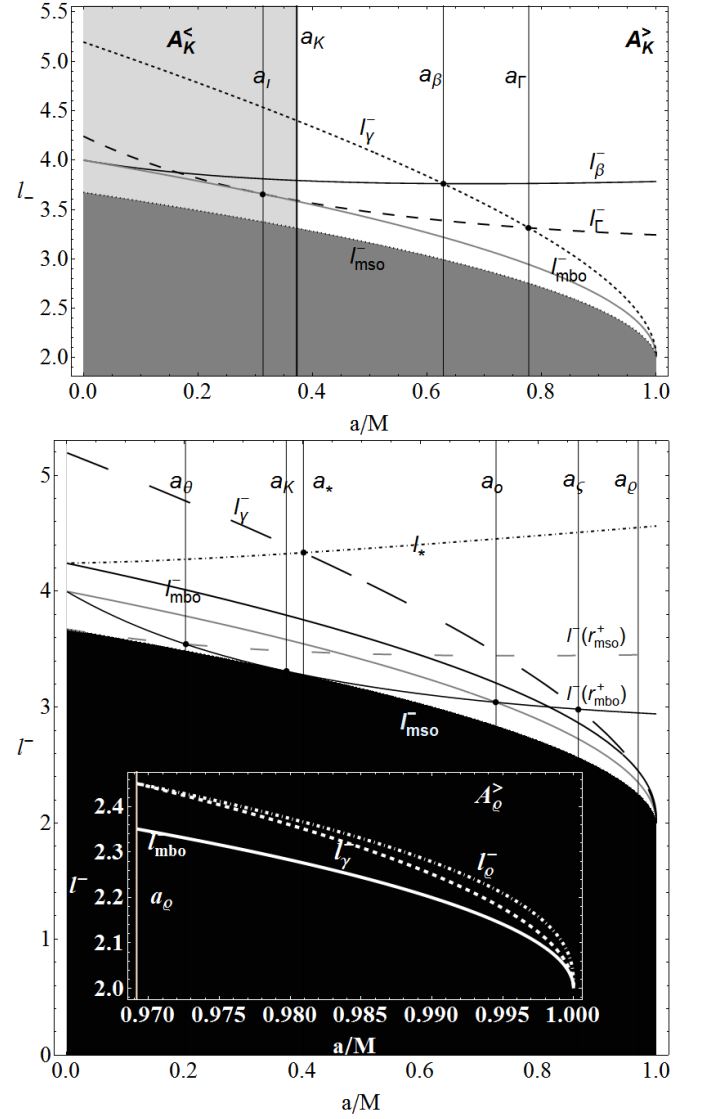 5.5
A_K^< a_K A_K^>
5.0
a_ι a_β a_Γ
4.5
l_γ^-
4.0
l_β^-
l_-
3.5
l_Γ^-
3.0
l_mso^- l_mbo^-
2.5
2.0
0.0 0.2 0.4 0.6 0.8 1.0
a/M
5
a_θ a_K a_* a_o a_ς a_ϱ
l_γ^-
l_*
4
l_mbo^-
l^-(r_mso^+)
l^-(r_mbo^+)
3
l_mso^-
l^-
2
2.4
A_ϱ^>
2.3
l_mbo^- l_γ^- l_ϱ^-
l^-
2.2
a_ϱ
2.1
1
2.0
0.970 0.975 0.980 0.985 0.990 0.995 1.000
a/M
0
0.0 0.2 0.4 0.6 0.8 1.0
a/M